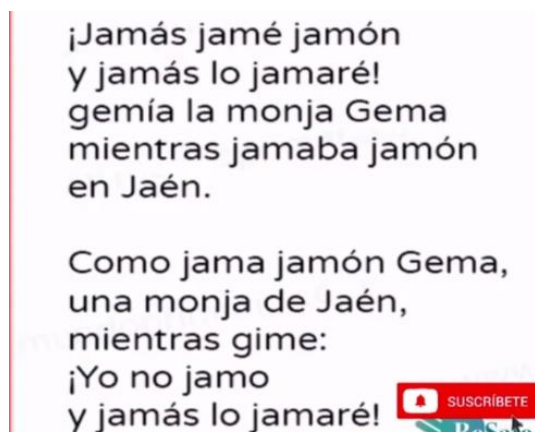 ¡Jamás jamé jamón
y jamás lo jamaré!
gemía la monja Gema
mientras jamaba jamón
en Jaén.
Como jama jamón Gema,
una monja de Jaén,
mientras gime:
¡Yo no jamo
y jamás lo jamaré!
SUSCRÍBETE